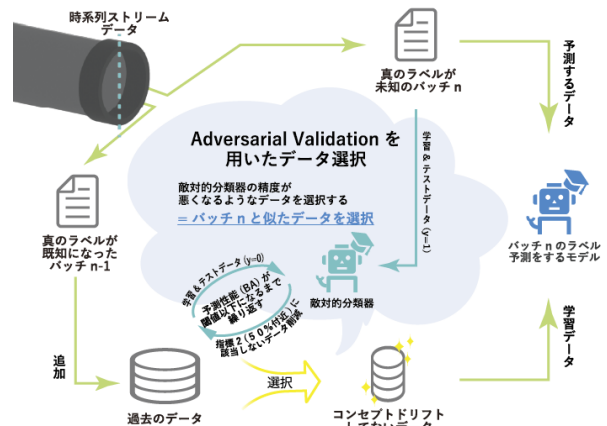 時系列ストリーム
データ
真のラベルが
未知のバッチ n
予測するデータ
Adversarial Validation を
用いたデータ選択
敵対的分類器の精度が
悪くなるようなデータを選択する
= バッチ n と似たデータを選択
学習 & テストデータ (y=1)
真のラベルが
既知になった
バッチ n-1
バッチ n のラベル
予測をするモデル
学習 & テストデータ (y=0)
予測性能 (BA) が
閾値以下になるまで
繰り返す
指標 2 (50%付近) に
該当しないデータ削減
敵対的分類器
追加
学習データ
過去のデータ
選択
コンセプトドリフト
してないデータ